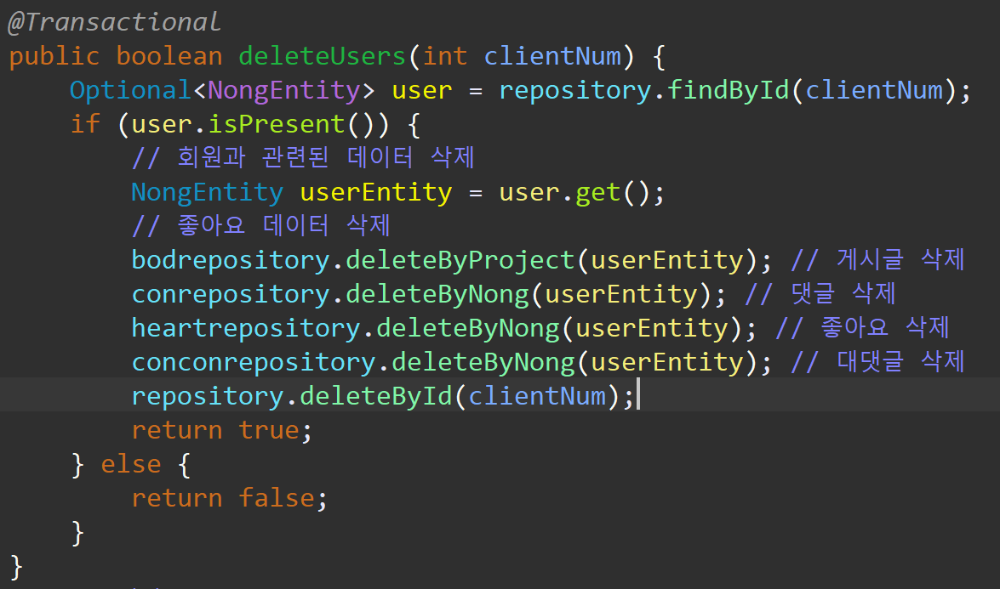 @Transactional
public boolean deleteUsers(int clientNum) {
    Optional<NongEntity> user = repository.findById(clientNum);
    if (user.isPresent()) {
        // 회원과 관련된 데이터 삭제
        NongEntity userEntity = user.get();
        // 좋아요 데이터 삭제
        bodrepository.deleteByProject(userEntity); // 게시글 삭제
        conrepository.deleteByNong(userEntity); // 댓글 삭제
        heartrepository.deleteByNong(userEntity); // 좋아요 삭제
        conconrepository.deleteByNong(userEntity); // 대댓글 삭제
        repository.deleteById(clientNum);
        return true;
    } else {
        return false;
    }
}